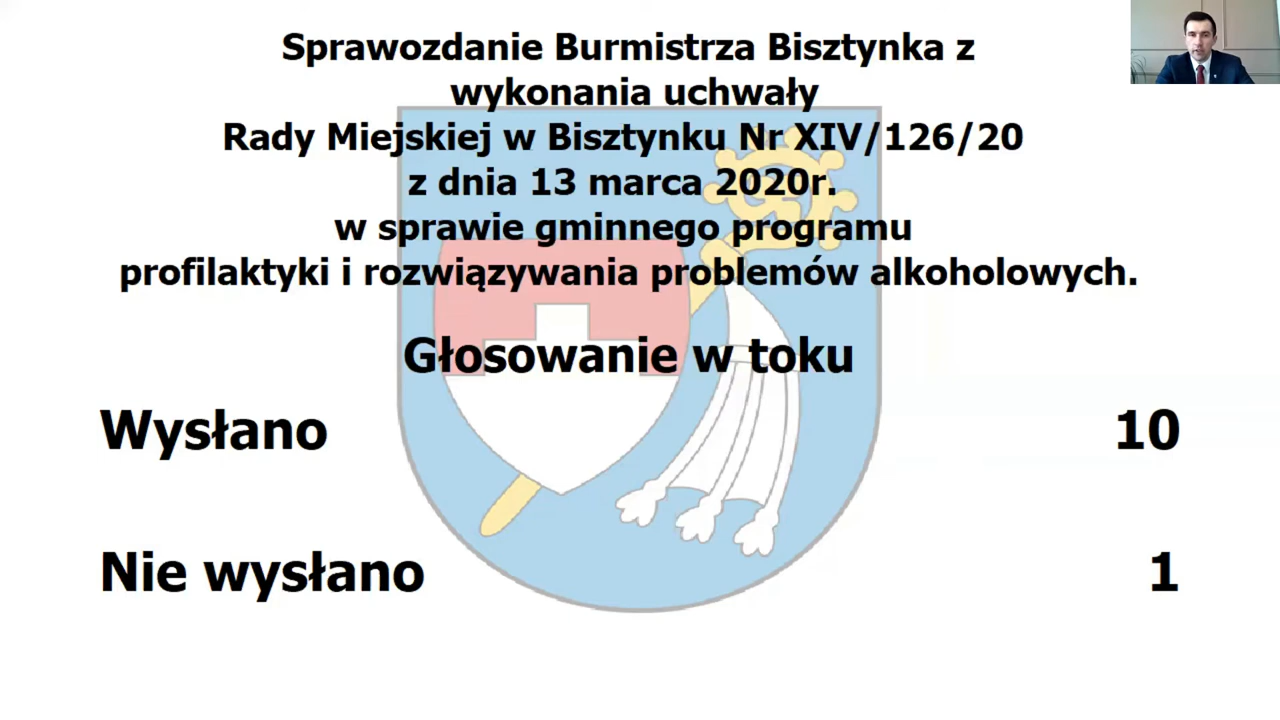 Sprawozdanie Burmistrza Bisztynka z
wykonania uchwały
Rady Miejskiej w Bisztynku Nr XIV/126/20
z dnia 13 marca 2020r.
w sprawie gminnego programu
profilaktyki i rozwiązywania problemów alkoholowych.
Głosowanie w toku
Wysłano 10
Nie wysłano 1